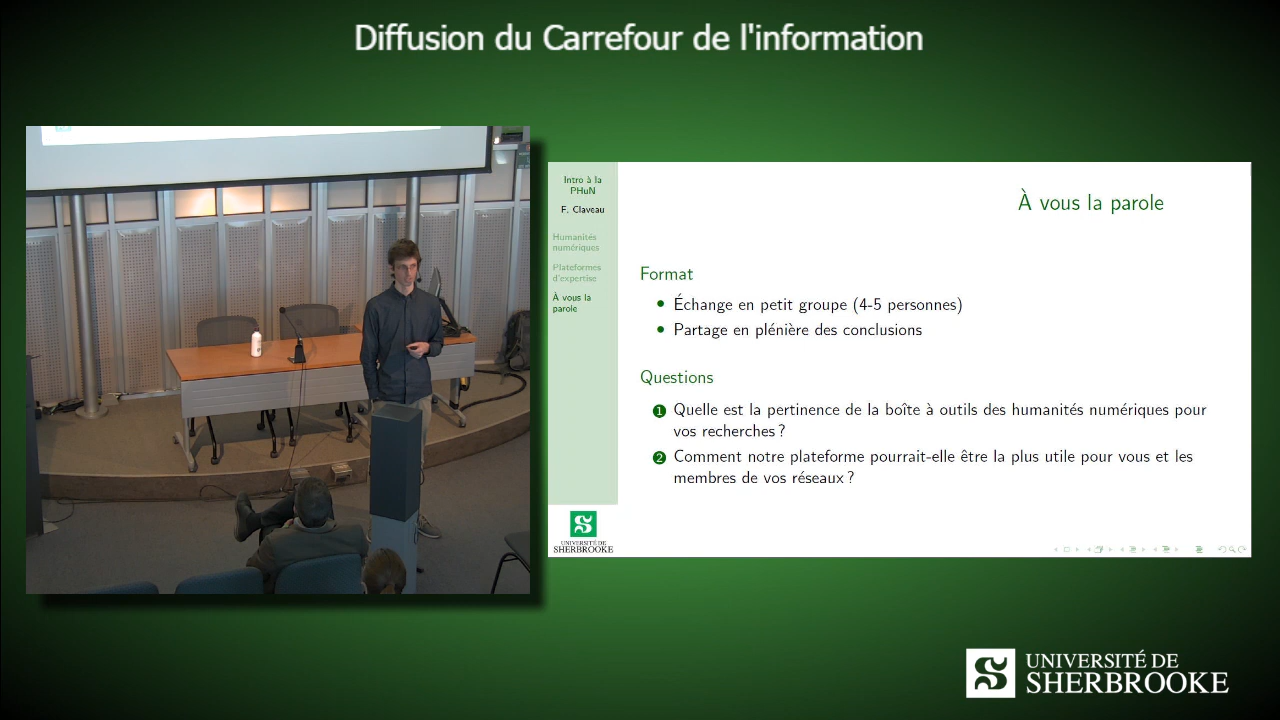 Diffusion du Carrefour de l'information
Intro à la
PHuN
F. Claveau
Humanités
numériques
Plateformes
d'expertise
À vous la
parole
À vous la parole
Format
Échange en petit groupe (4-5 personnes)
Partage en plénière des conclusions
Questions
1 Quelle est la pertinence de la boîte à outils des humanités numériques pour
vos recherches ?
2 Comment notre plateforme pourrait-elle être la plus utile pour vous et les
membres de vos réseaux ?
UNIVERSITÉ DE
SHERBROOKE
UNIVERSITÉ DE
SHERBROOKE